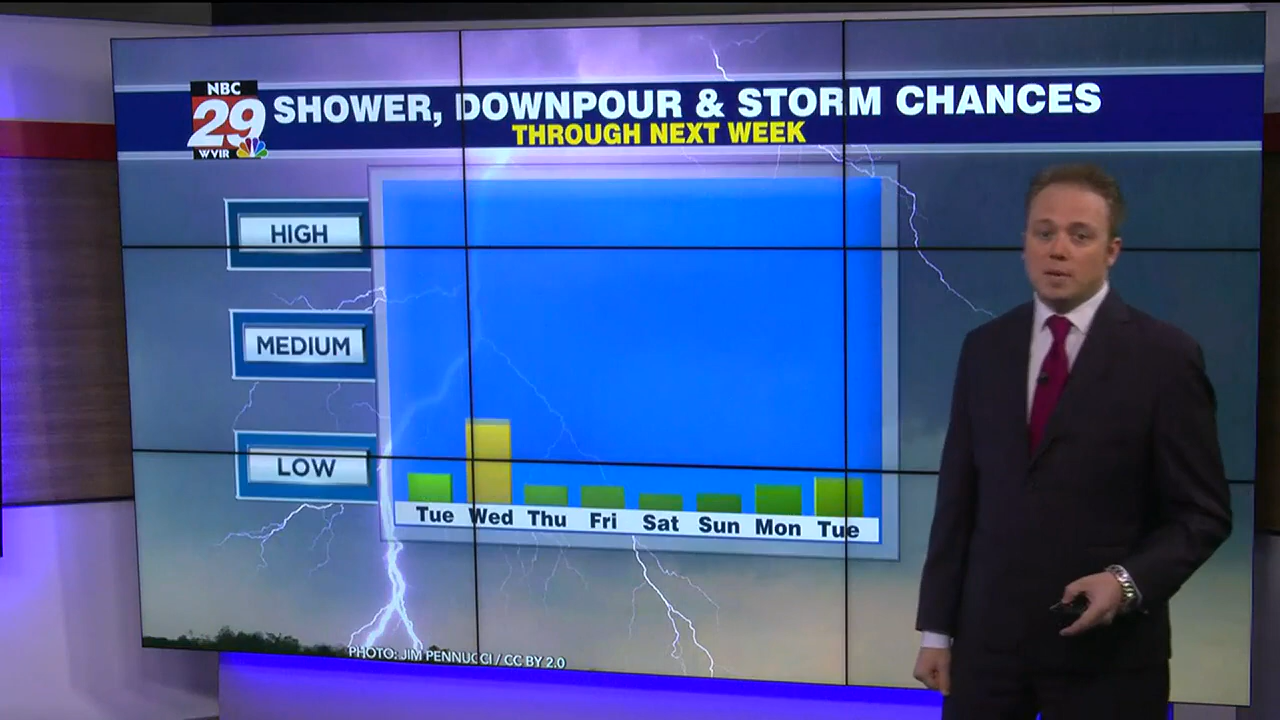 NBC
29
WVIR
SHOWER, DOWNPOUR & STORM CHANCES
THROUGH NEXT WEEK
HIGH
MEDIUM
LOW
Tue Wed Thu Fri Sat Sun Mon Tue
PHOTO: JIM PENNUCCI / CC BY 2.0